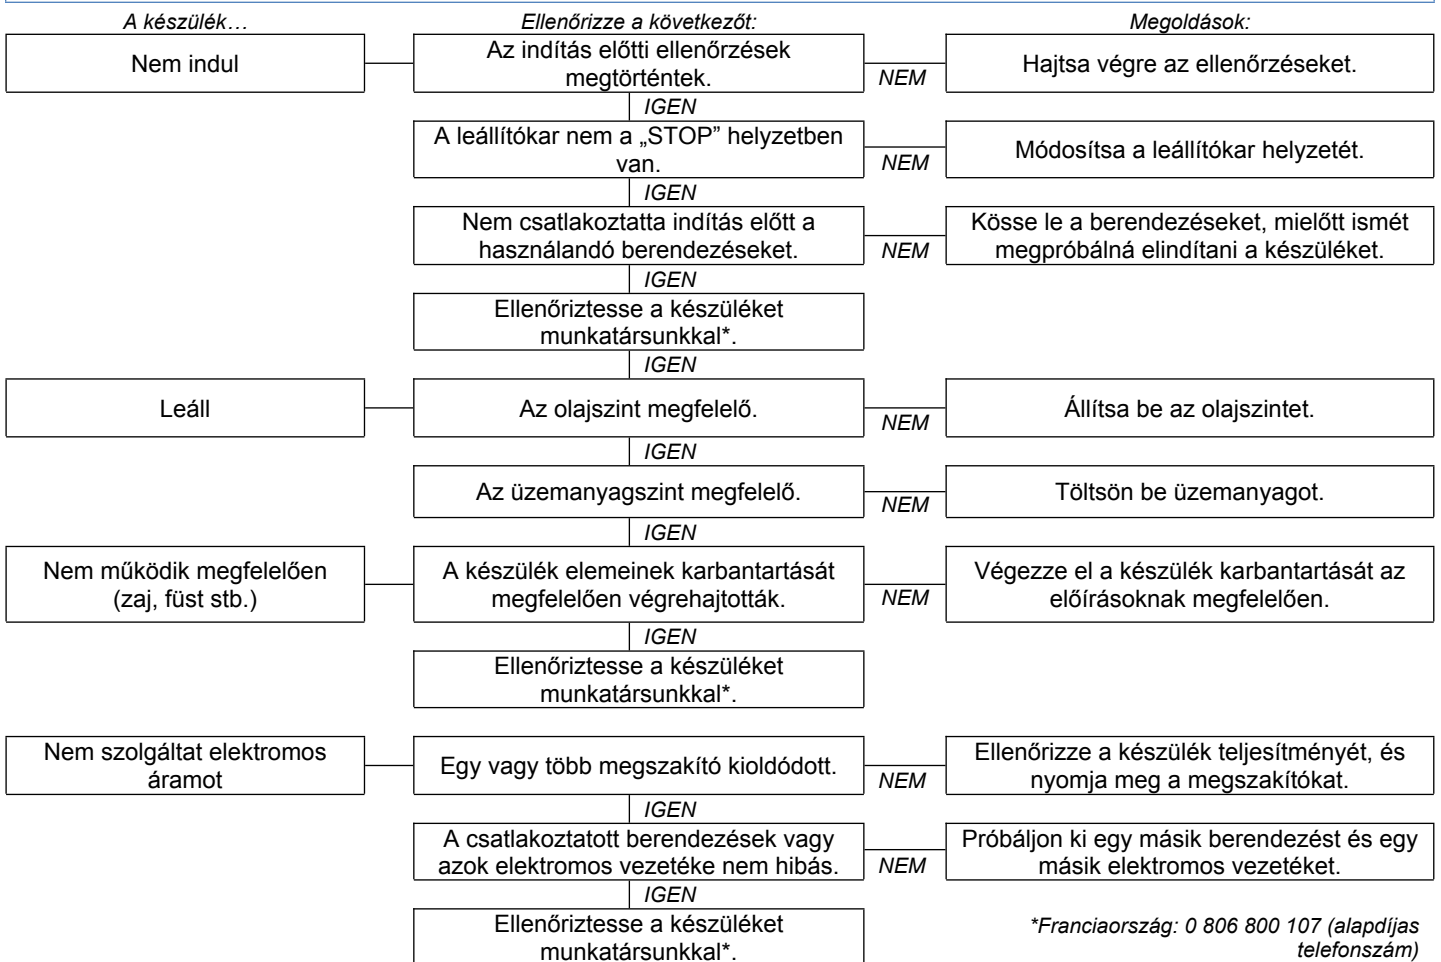 A készülék…
Ellenőrizze a következőt:
Megoldások:
Nem indul
Az indítás előtti ellenőrzések
megtörténtek.
NEM
Hajtsa végre az ellenőrzéseket.
IGEN
A leállítókar nem a „STOP” helyzetben
van.
NEM
Módosítsa a leállítókar helyzetét.
IGEN
Nem csatlakoztatta indítás előtt a
használandó berendezéseket.
NEM
Kösse le a berendezéseket, mielőtt ismét
megpróbálná elindítani a készüléket.
IGEN
Ellenőriztesse a készüléket
munkatársunkkal*.
IGEN
Leáll
Az olajszint megfelelő.
NEM
Állítsa be az olajszintet.
IGEN
Az üzemanyagszint megfelelő.
NEM
Töltsön be üzemanyagot.
IGEN
Nem működik megfelelően
(zaj, füst stb.)
A készülék elemeinek karbantartását
megfelelően végrehajtották.
NEM
Végezze el a készülék karbantartását az
előírásoknak megfelelően.
IGEN
Ellenőriztesse a készüléket
munkatársunkkal*.
Nem szolgáltat elektromos
áramot
Egy vagy több megszakító kioldódott.
NEM
Ellenőrizze a készülék teljesítményét, és
nyomja meg a megszakítókat.
IGEN
A csatlakoztatott berendezések vagy
azok elektromos vezetéke nem hibás.
NEM
Próbáljon ki egy másik berendezést és egy
másik elektromos vezetéket.
IGEN
Ellenőriztesse a készüléket
munkatársunkkal*.
*Franciaország: 0 806 800 107 (alapdíjas
telefonszám)